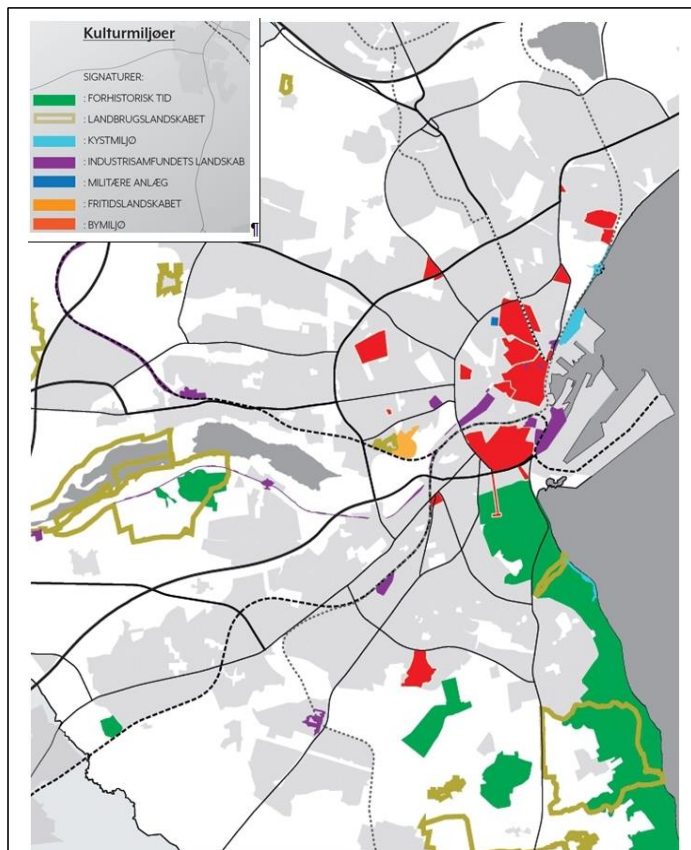 Kulturmiljøer
SIGNATURER:
: FORHISTORISK TID
: LANDBRUGSLANDSKABET
: KYSTMILJØ
: INDUSTRISAMFUNDETS LANDSKAB
: MILITÆRE ANLÆG
: FRITIDSLANDSKABET
: BYMILJØ
¶